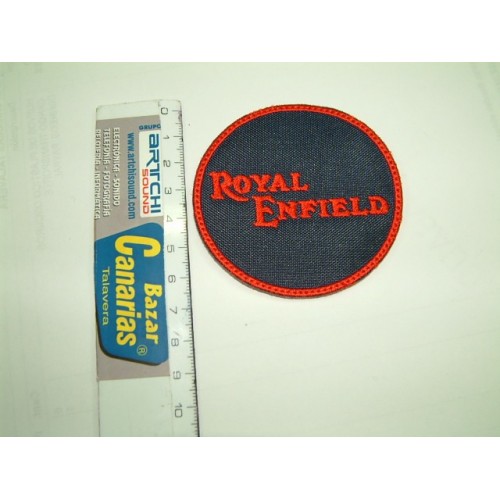 ROYAL
ENFIELD
0
1
2
3
4
5
6
7
8
9
10
GRUPO
ARTCHI
SOUND
www.artchisound.com
ELECTRONICA - SONIDO
TELEFONIA - FOTOGRAFIA
Bazar
Canarias®
Talavera